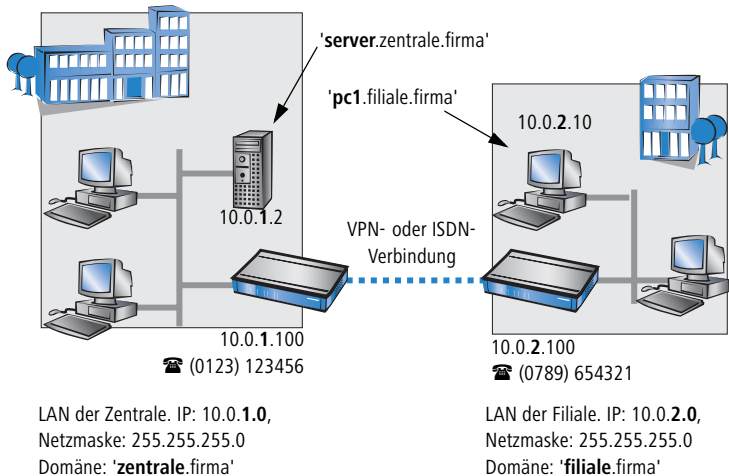 'server.zentrale.firma'
'pc1.filiale.firma'
10.0.2.10
10.0.1.2
VPN- oder ISDN-
Verbindung
10.0.1.100
☎ (0123) 123456
10.0.2.100
☎ (0789) 654321
LAN der Zentrale. IP: 10.0.1.0,
Netzmaske: 255.255.255.0
Domäne: 'zentrale.firma'
LAN der Filiale. IP: 10.0.2.0,
Netzmaske: 255.255.255.0
Domäne: 'filiale.firma'